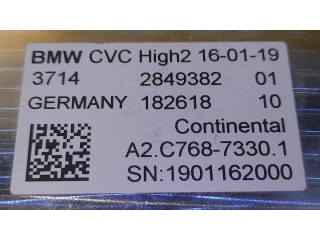 BMW CVC High2 16-01-19
3714 2849382 01
GERMANY 182618 10
Continental
A2.C768-7330.1
SN:1901162000